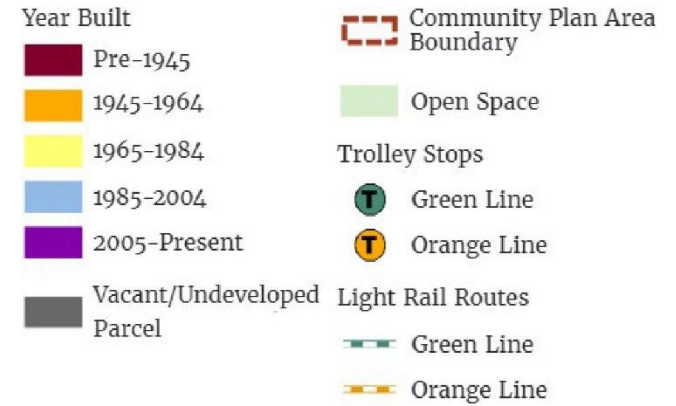 Year Built
Pre-1945
1945-1964
1965-1984
1985-2004
2005-Present
Vacant/Undeveloped
Parcel
Community Plan Area
Boundary
Open Space
Trolley Stops
T
Green Line
T
Orange Line
Light Rail Routes
Green Line
Orange Line